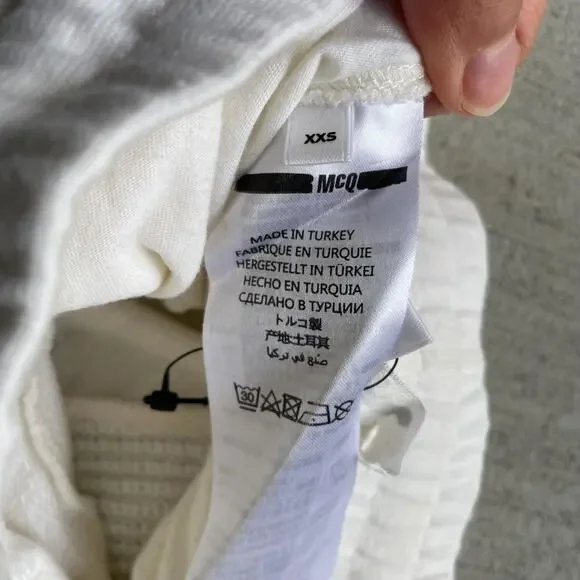 XXS
McQ
MADE IN TURKEY
FABRIQUE EN TURQUIE
HERGESTELLT IN TÜRKEI
HECHO EN TURQUIA
СДЕЛАНО В ТУРЦИИ
トルコ製
产地:土耳其
صنع في تركيا
30